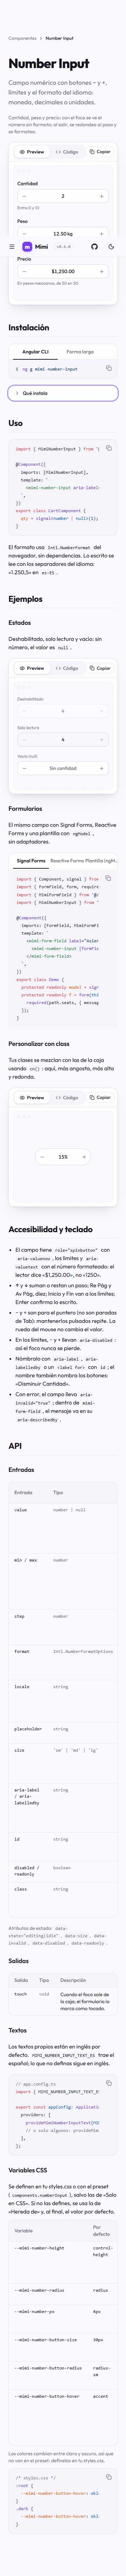 Componentes > Number Input
Number Input
Campo numérico con botones − y +,
límites y el formato del idioma:
moneda, decimales o unidades.
Cantidad, peso y precio: con el foco se ve el
número sin formato; al salir, se redondea al paso y
se formatea.
Preview Código Copiar
Cantidad
− 2 +
Entre 0 y 10
Peso
− 12.50 kg +
Mimi
Precio
− $1,250.00 +
En pasos mexicanos, de 50 en 50
Instalación
Angular CLI Forma larga
$ ng g mimi number-input
> Qué instala
Uso
import { MimiNumberInput } from
@Component({
imports: [MimiNumberInput],
template: `
<mimi-number-input aria-label=
`,
})
export class CartComponent {
qty = signal<number | null>(1);
}
El formato usa Intl.NumberFormat del
navegador, sin dependencias. Lo escrito se
lee con los separadores del idioma:
«1.250,5» en es-ES.
Ejemplos
Estados
Deshabilitado, solo lectura y vacío: sin
número, el valor es null.
Preview Código Copiar
Deshabilitado
− 4 +
Solo lectura
− 4 +
Vacío (null)
− Sin cantidad +
Formularios
El mismo campo con Signal Forms, Reactive
Forms y una plantilla con ngModel,
sin adaptadores.
Signal Forms Reactive Forms Plantilla (ngM
import { Component, signal } from
import { FormField, form, require
import { MimiFormField } from
import { MimiNumberInput } from
@Component({
imports: [FormField, MimiFormFi
template: `
<mimi-form-field label="Asien
<mimi-number-input [formFie
</mimi-form-field>
`,
})
export class Demo {
protected readonly model = sign
protected readonly f = form(thi
required(path.seats, { messag
});
}
Personalizar con class
Tus clases se mezclan con las de la caja
usando cn(): aquí, más angosta, más alta
y redonda.
Preview Código Copiar
− 15% +
Accesibilidad y teclado
• El campo tiene role="spinbutton" con
aria-valuenow, los límites y aria-
valuetext con el número formateado: el
lector dice «$1,250.00», no «1250».
• ↑ y ↓ suman o restan un paso; Re Pág y
Av Pág, diez; Inicio y Fin van a los límites;
Enter confirma lo escrito.
• − y + son para el puntero (no son paradas
de Tab); mantenerlos pulsados repite. La
rueda del mouse no cambia el valor.
• En los límites, − y + llevan aria-disabled:
así el foco nunca se pierde.
• Nómbralo con aria-label, aria-
labelledby o un <label for> con id; el
nombre también nombra los botones:
«Disminuir Cantidad».
• Con error, el campo lleva aria-
invalid="true"; dentro de mimi-
form-field, el mensaje va en su
aria-describedby.
API
Entradas
Entrada Tipo
value number | null
min / max number
step number
format Intl.NumberFormatOptions
locale string
placeholder string
size 'sm' | 'md' | 'lg'
aria-label / aria-labelledby string
id string
disabled / readonly boolean
class string
Atributos de estado: data-
state="editing|idle", data-size, data-
invalid, data-disabled, data-readonly.
Salidas
Salida Tipo Descripción
touch void Cuando el foco sale de
la caja; el formulario lo
marca como tocado.
Textos
Los textos propios están en inglés por
defecto. MIMI_NUMBER_INPUT_TEXT_ES trae el
español; lo que no definas sigue en inglés.
// app.config.ts
import { MIMI_NUMBER_INPUT_TEXT_E
export const appConfig: Applicati
providers: [
provideMimiNumberInputText(MI
// o solo algunos: provideMim
],
};
Variables CSS
Se definen en tu styles.css o con el preset
( components.numberInput ), salvo las de «Solo
en CSS». Si no las defines, se usa la de
«Hereda de» y, al final, el valor por defecto.
Variable Por defecto
--mimi-number-height control-height
--mimi-number-radius radius
--mimi-number-px 4px
--mimi-number-button-size 30px
--mimi-number-button-radius radius-sm
--mimi-number-button-hover accent
Los colores cambian entre claro y oscuro, así que
no van en el preset: defínelos en tu styles.css.
/* styles.css */
:root {
--mimi-number-button-hover: okl
}
.dark {
--mimi-number-button-hover: okl
}